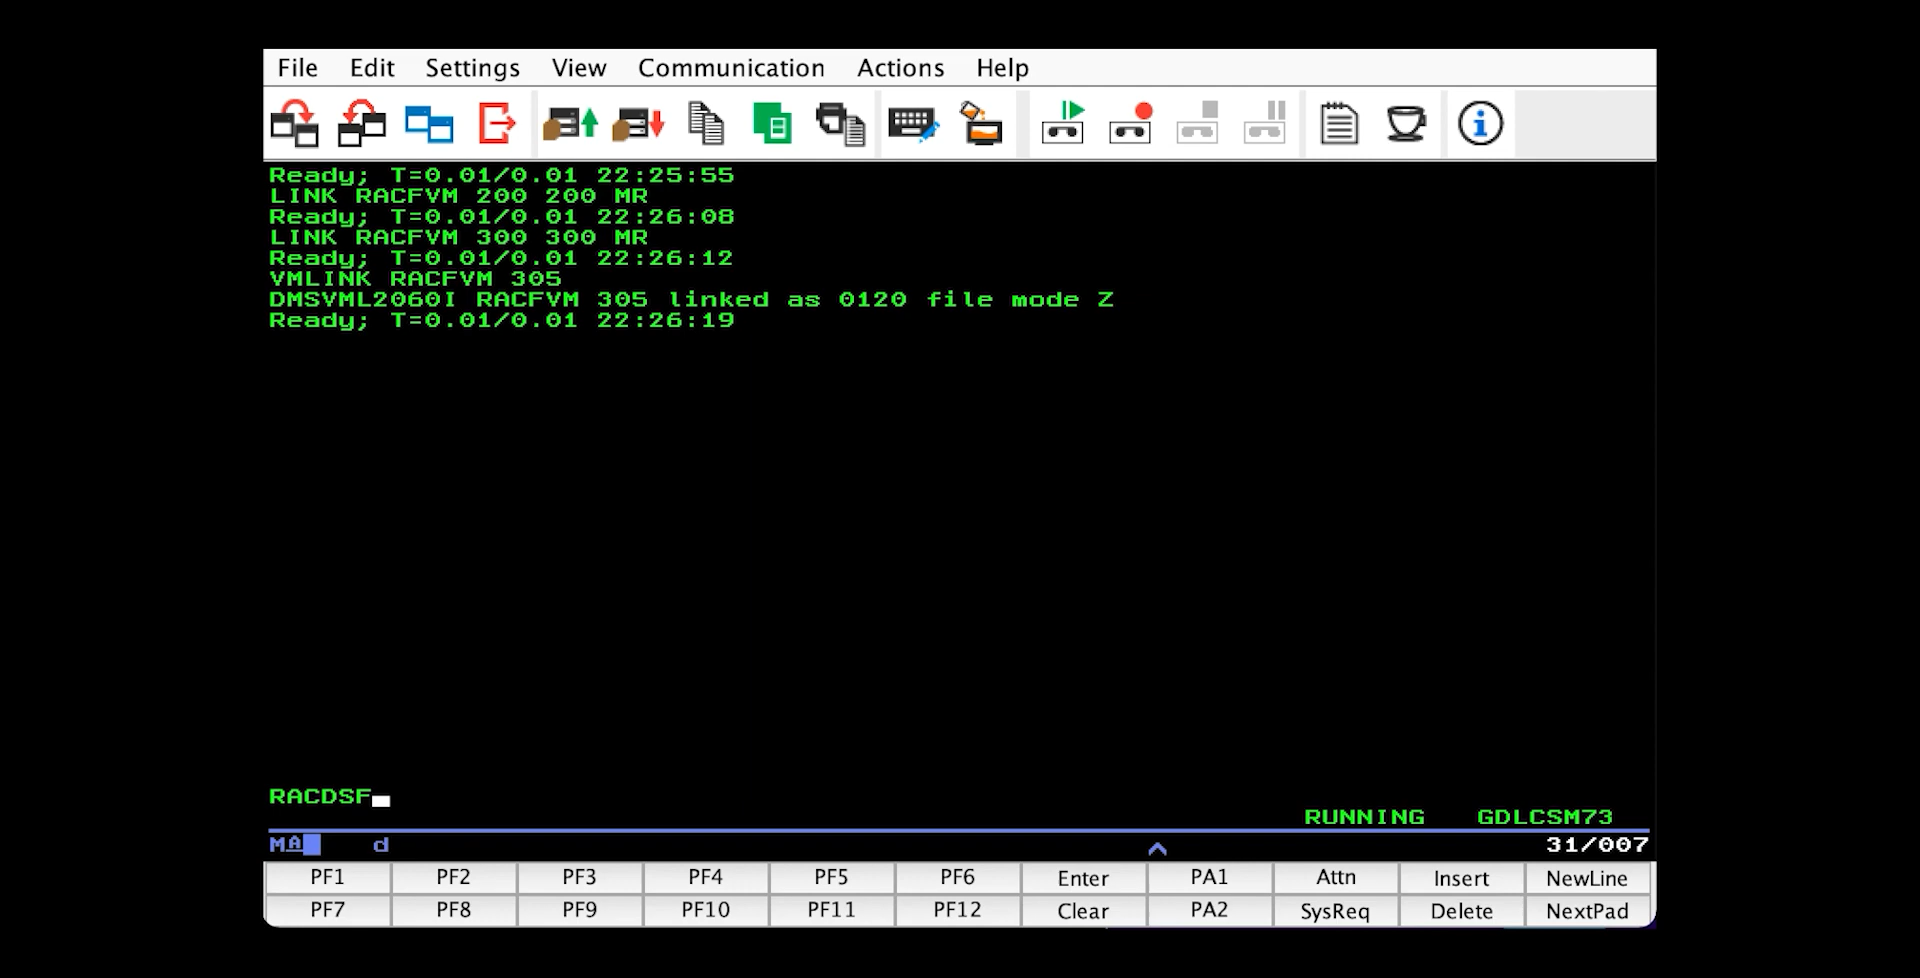 File Edit Settings View Communication Actions Help
Ready; T=0.01/0.01 22:25:55
LINK RACFVM 200 200 MR
Ready; T=0.01/0.01 22:26:08
LINK RACFVM 300 300 MR
Ready; T=0.01/0.01 22:26:12
VMLINK RACFVM 305
DMSVML2060I RACFVM 305 linked as 0120 file mode Z
Ready; T=0.01/0.01 22:26:19
RACDSF
RUNNING GDLCSM73
MA d 31/007
PF1 PF2 PF3 PF4 PF5 PF6 Enter PA1 Attn Insert NewLine
PF7 PF8 PF9 PF10 PF11 PF12 Clear PA2 SysReq Delete NextPad